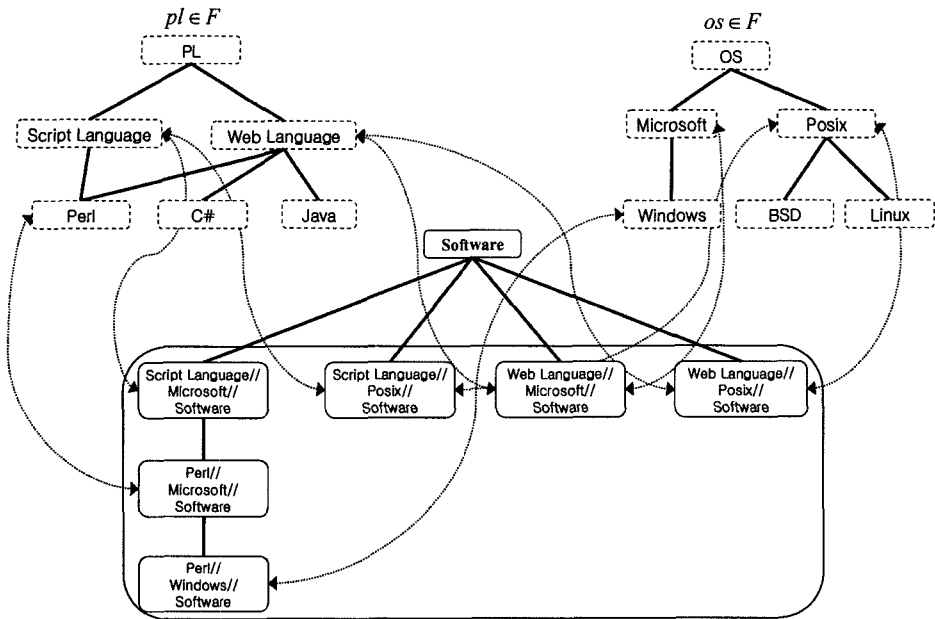 pl ∈ F
os ∈ F
PL
OS
Script Language
Web Language
Microsoft
Posix
Perl
C#
Java
Windows
BSD
Linux
Software
Script Language//
Microsoft//
Software
Script Language//
Posix//
Software
Web Language//
Microsoft//
Software
Web Language//
Posix//
Software
Perl//
Microsoft//
Software
Perl//
Windows//
Software